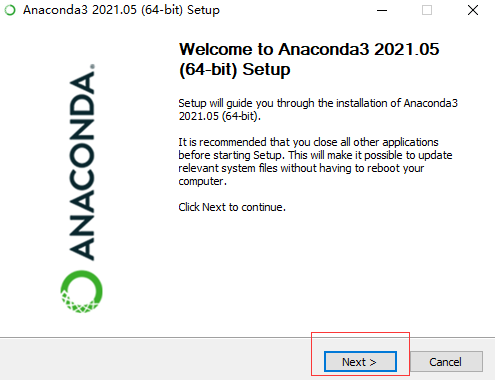 Anaconda3 2021.05 (64-bit) Setup
Welcome to Anaconda3 2021.05
(64-bit) Setup
Setup will guide you through the installation of Anaconda3
2021.05 (64-bit).
It is recommended that you close all other applications
before starting Setup. This will make it possible to update
relevant system files without having to reboot your
computer.
Click Next to continue.
ANACONDA.
Next >
Cancel